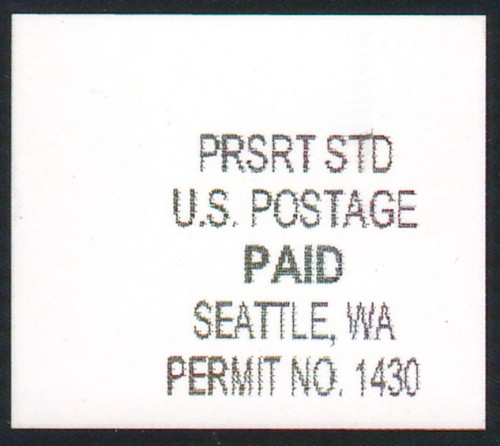 PRSRT STD
U.S. POSTAGE
PAID
SEATTLE, WA
PERMIT NO. 1430